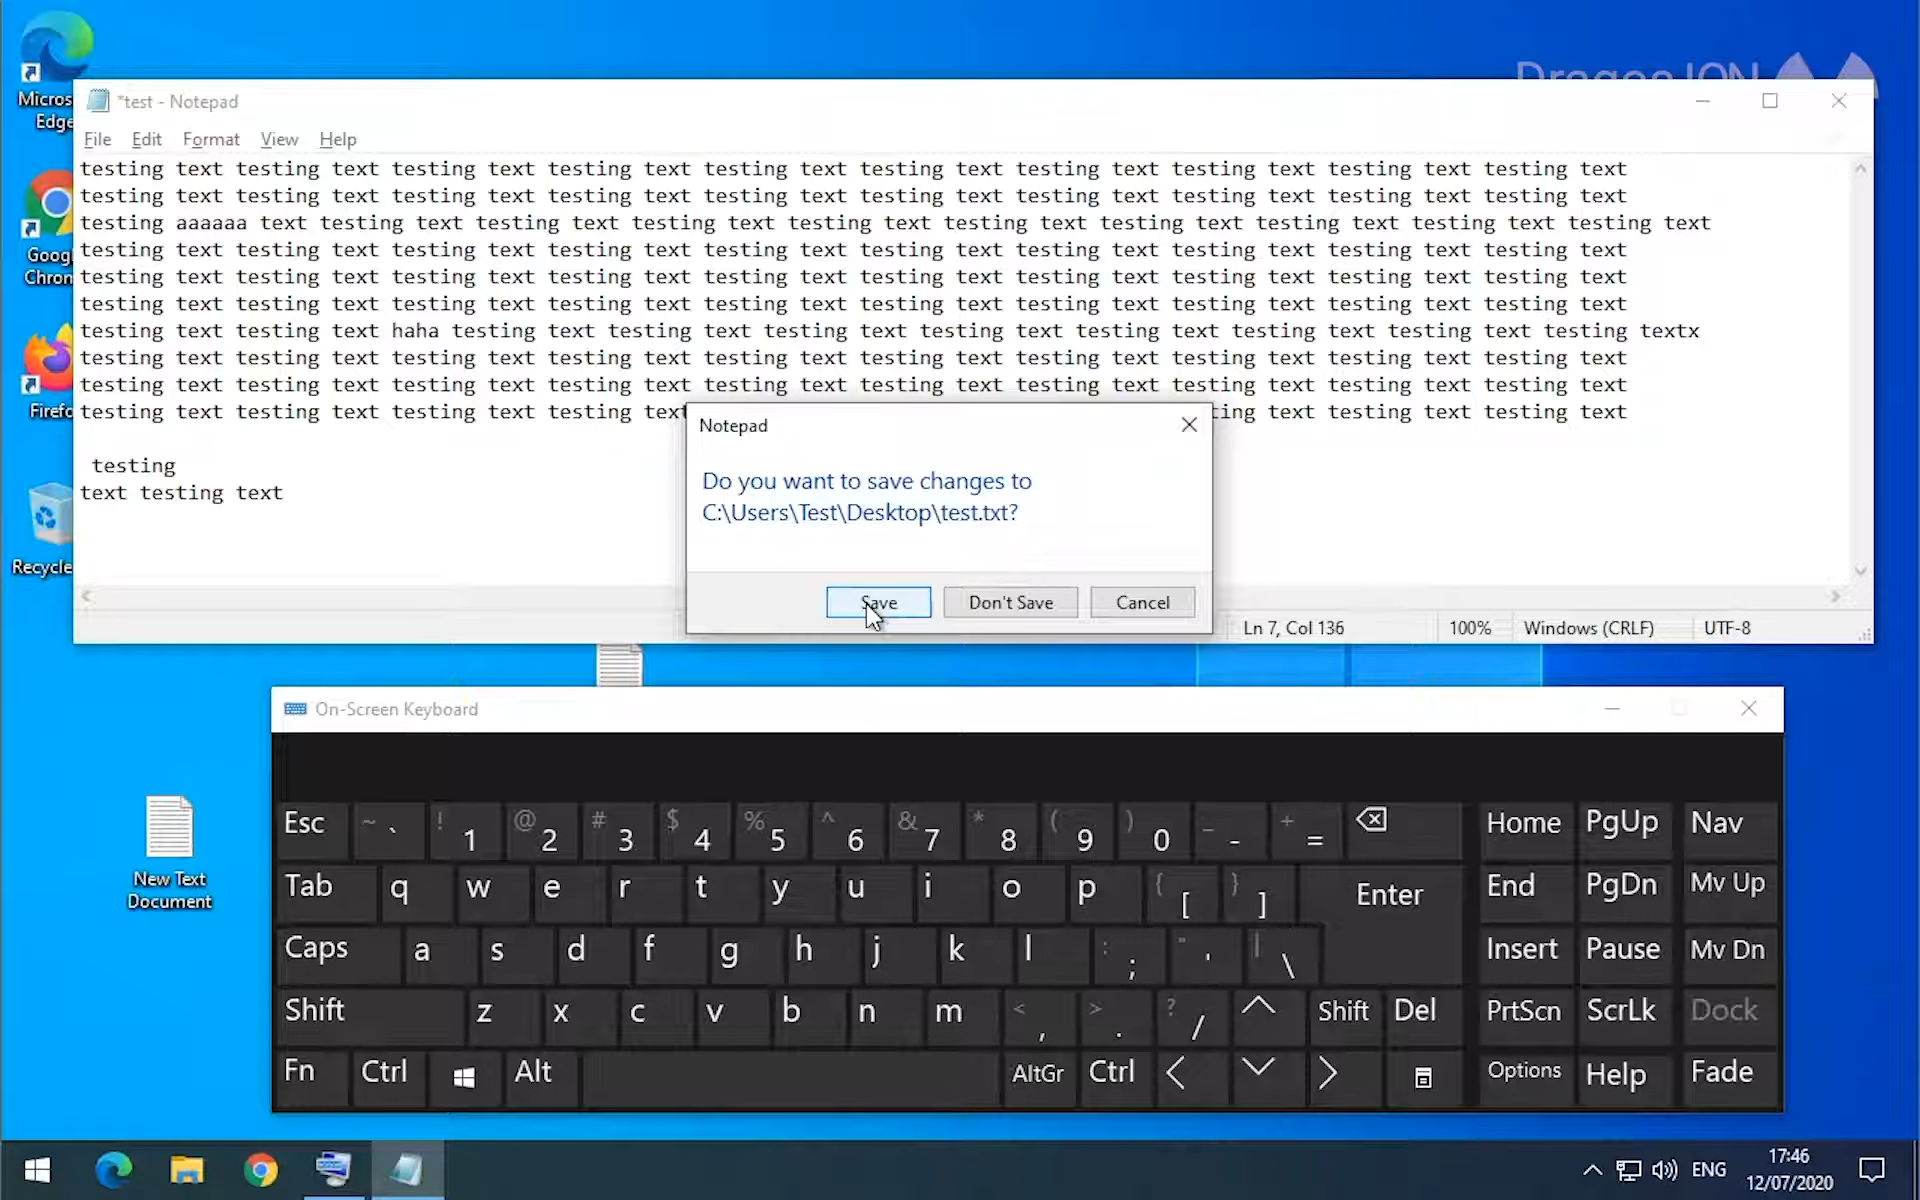 Micros
Edge
Goog
Chron
Firefo
Recycle
*test - Notepad
File Edit Format View Help
testing text testing text testing text testing text testing text testing text testing text testing text testing text testing text
testing text testing text testing text testing text testing text testing text testing text testing text testing text testing text
testing aaaaaa text testing text testing text testing text testing text testing text testing text testing text testing text testing text
testing text testing text testing text testing text testing text testing text testing text testing text testing text testing text
testing text testing text testing text testing text testing text testing text testing text testing text testing text testing text
testing text testing text testing text testing text testing text testing text testing text testing text testing text testing text
testing text testing text haha testing text testing text testing text testing text testing text testing text testing text testing textx
testing text testing text testing text testing text testing text testing text testing text testing text testing text testing text
testing text testing text testing text testing text testing text testing text testing text testing text testing text testing text
testing text testing text testing text testing text ting text testing text testing text
testing
text testing text
Notepad
Do you want to save changes to
C:\Users\Test\Desktop\test.txt?
Save Don't Save Cancel
Ln 7, Col 136 100% Windows (CRLF) UTF-8
New Text
Document
On-Screen Keyboard
Esc ~ ` ! 1 @ 2 # 3 $ 4 % 5 ^ 6 & 7 * 8 ( 9 ) 0 _ - + = Home PgUp Nav
Tab q w e r t y u i o p { [ } ] Enter End PgDn Mv Up
Caps a s d f g h j k l : ; " ' | \ Insert Pause Mv Dn
Shift z x c v b n m < , > . ? / Shift Del PrtScn ScrLk Dock
Fn Ctrl Alt AltGr Ctrl Options Help Fade
ENG
17:46
12/07/2020